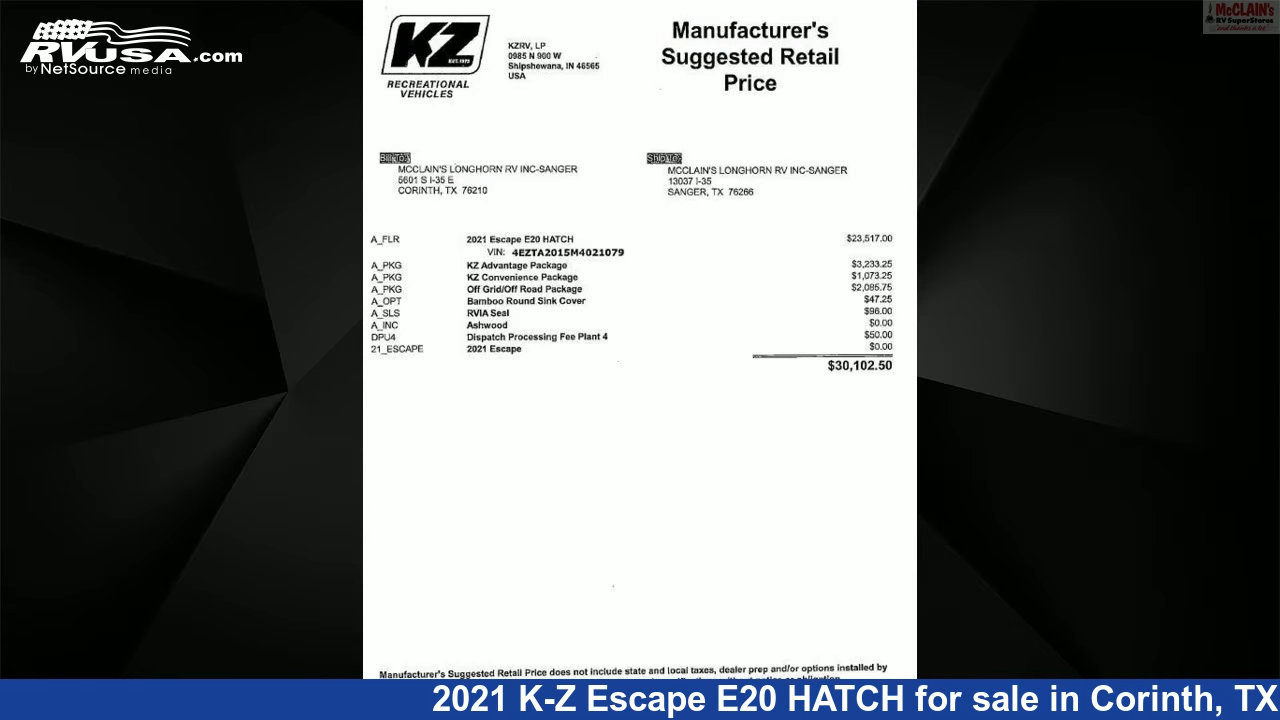 RVUSA.com
by NetSource media
McCLAIN's
RV SuperStores
KZ
EST. 1972
RECREATIONAL
VEHICLES
KZRV, LP
0985 N 900 W
Shipshewana, IN 46565
USA
Manufacturer's
Suggested Retail
Price
Bill To:
MCCLAIN'S LONGHORN RV INC-SANGER
5601 S I-35 E
CORINTH, TX 76210
Ship To:
MCCLAIN'S LONGHORN RV INC-SANGER
13037 I-35
SANGER, TX 76266
A_FLR 2021 Escape E20 HATCH $23,517.00
VIN: 4EZTA2015M4021079
A_PKG KZ Advantage Package $3,233.25
A_PKG KZ Convenience Package $1,073.25
A_PKG Off Grid/Off Road Package $2,085.75
A_OPT Bamboo Round Sink Cover $47.25
A_SLS RVIA Seal $96.00
A_INC Ashwood $0.00
DPU4 Dispatch Processing Fee Plant 4 $50.00
21_ESCAPE 2021 Escape $0.00
$30,102.50
Manufacturer's Suggested Retail Price does not include state and local taxes, dealer prep and/or options installed by
2021 K-Z Escape E20 HATCH for sale in Corinth, TX